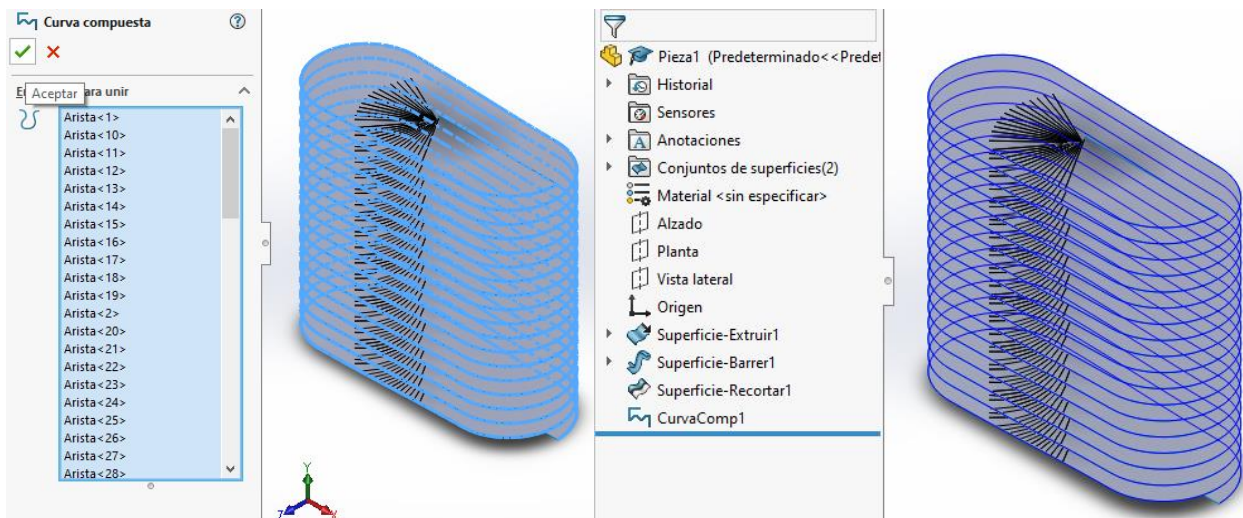 Curva compuesta
Aceptar
para unir
Arista<1>
Arista<10>
Arista<11>
Arista<12>
Arista<13>
Arista<14>
Arista<15>
Arista<16>
Arista<17>
Arista<18>
Arista<19>
Arista<2>
Arista<20>
Arista<21>
Arista<22>
Arista<23>
Arista<24>
Arista<25>
Arista<26>
Arista<27>
Arista<28>
Y
Z
X
Pieza1 (Predeterminado<<Predet
Historial
Sensores
Anotaciones
Conjuntos de superficies(2)
Material <sin especificar>
Alzado
Planta
Vista lateral
Origen
Superficie-Extruir1
Superficie-Barrer1
Superficie-Recortar1
CurvaComp1